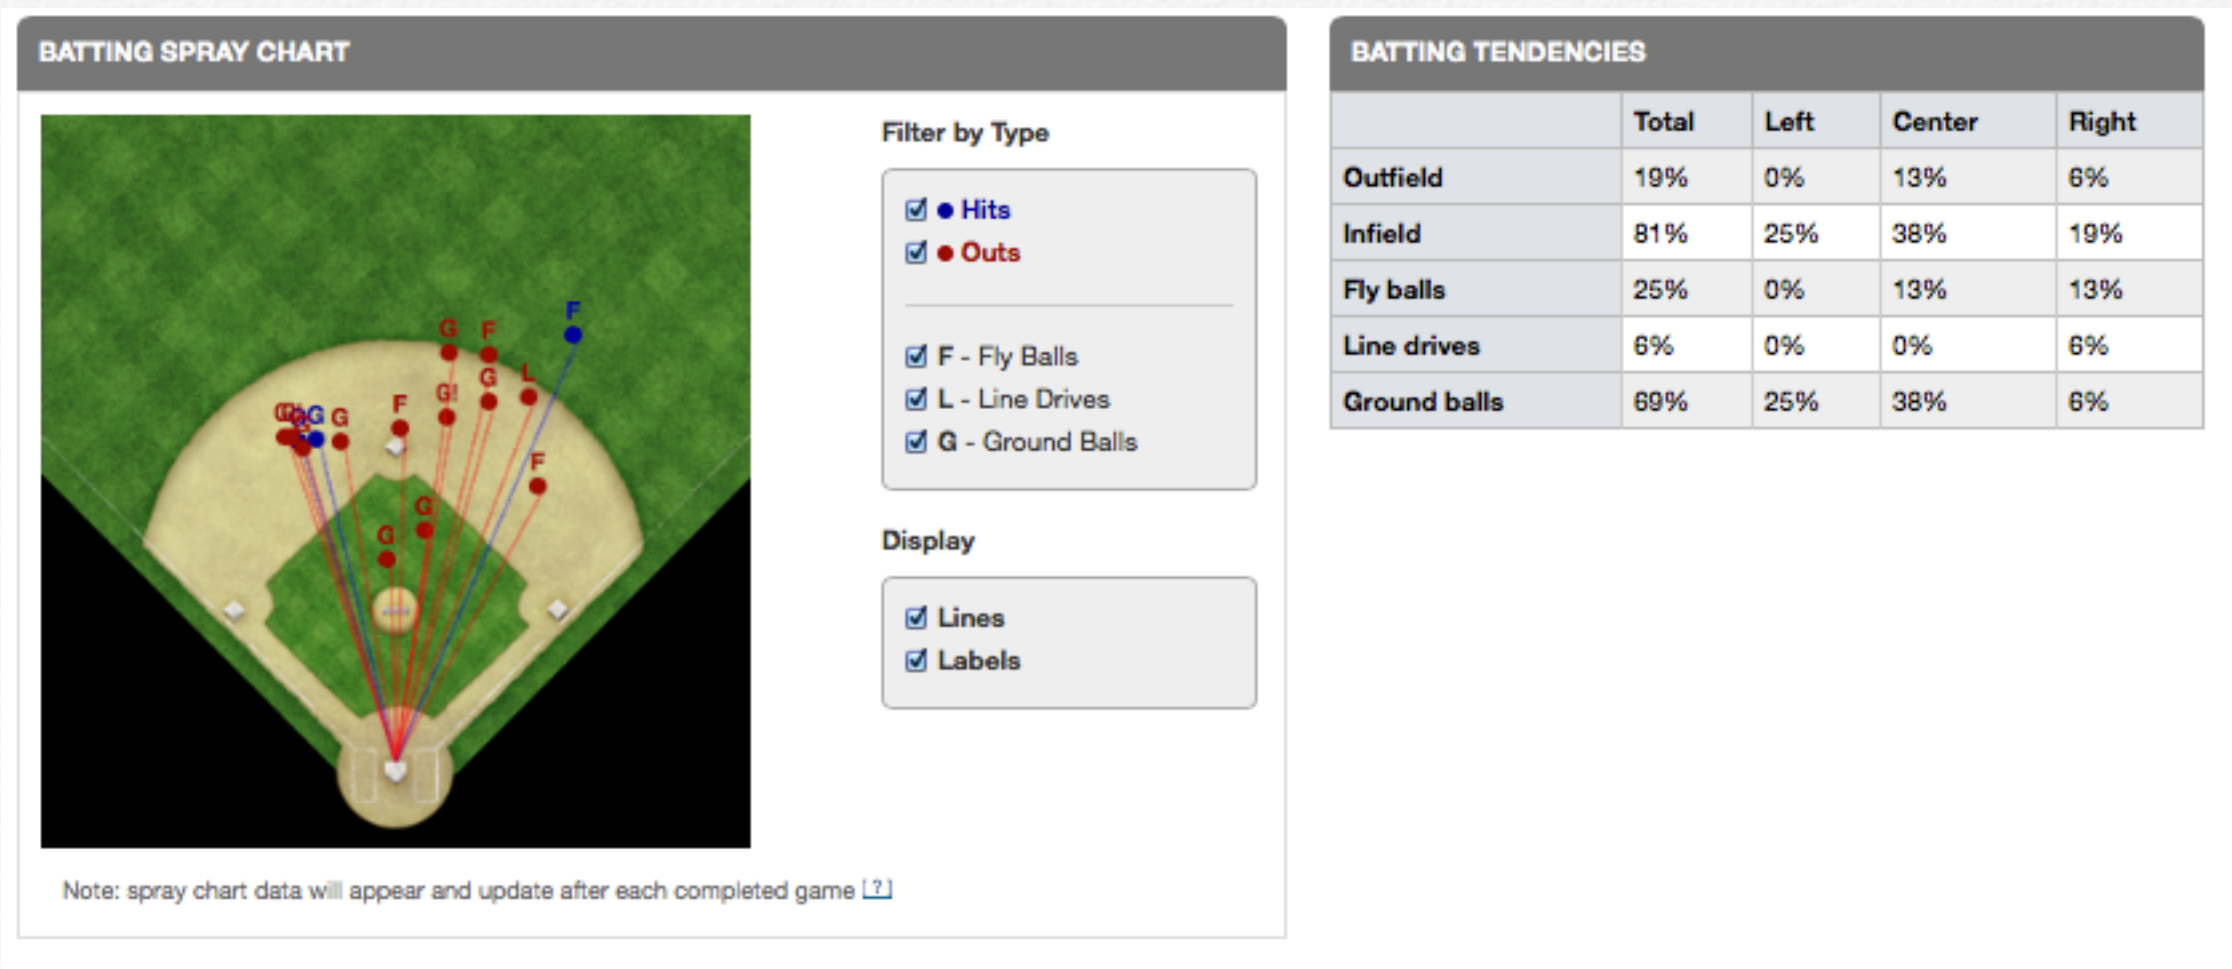 BATTING SPRAY CHART
Filter by Type
Hits
Outs
F - Fly Balls
L - Line Drives
G - Ground Balls
Display
Lines
Labels
F
G F
G L
G!
G G F
F
G
G
Note: spray chart data will appear and update after each completed game [?]
BATTING TENDENCIES
Total Left Center Right
Outfield 19% 0% 13% 6%
Infield 81% 25% 38% 19%
Fly balls 25% 0% 13% 13%
Line drives 6% 0% 0% 6%
Ground balls 69% 25% 38% 6%